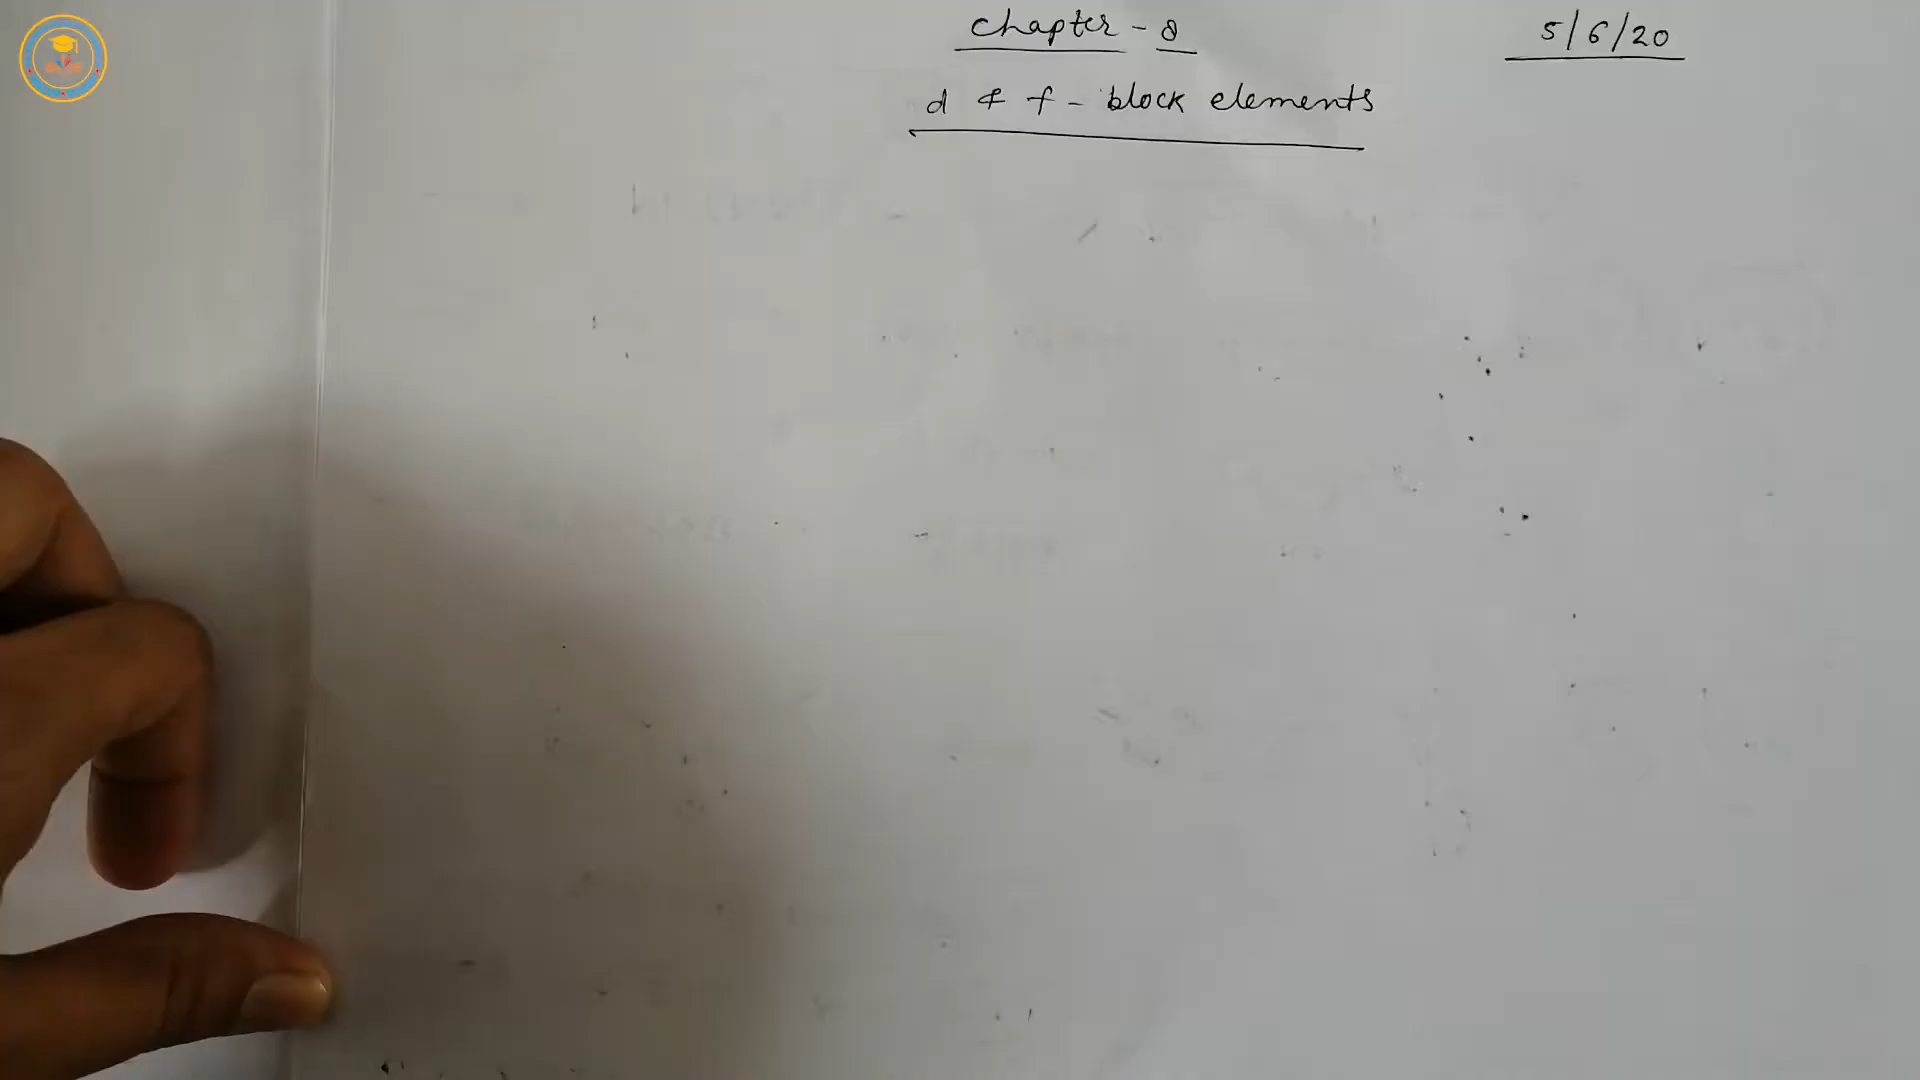 Chapter - 8
5/6/20
d & f - block elements